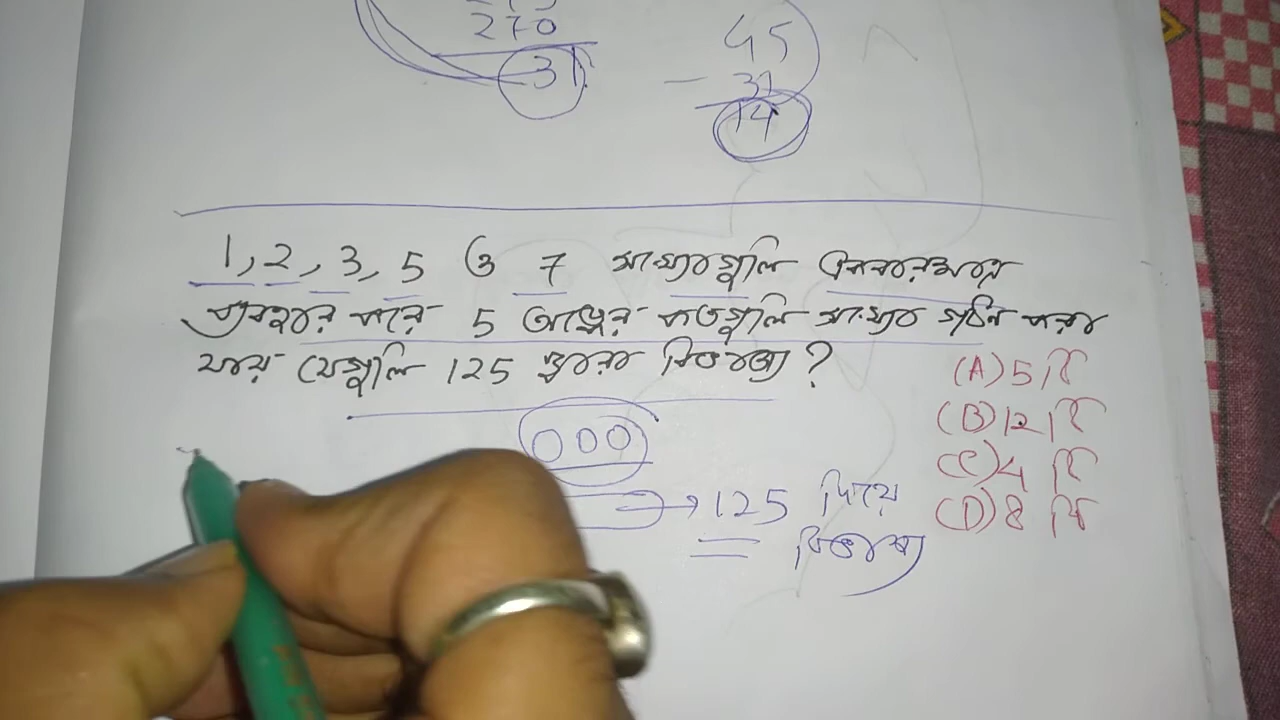 270
31
45
- 31
14
1, 2, 3, 5 ও 7 সংখ্যাগুলি একবারমাত্র
ব্যবহার করে 5 অঙ্কের কতগুলি সংখ্যা গঠন করা
যায় যেগুলি 125 দ্বারা বিভাজ্য ?
(A) 5 টি
(B) 12 টি
(C) 4 টি
(D) 8 টি
000
→ 125 দিয়ে
বিভাজ্য